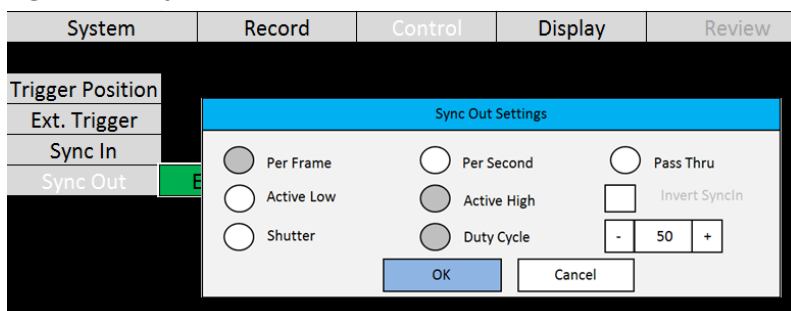 System Record Control Display Review
Trigger Position
Ext. Trigger
Sync In
Sync Out E
Sync Out Settings
Per Frame Per Second Pass Thru
Active Low Active High Invert SyncIn
Shutter Duty Cycle - 50 +
OK Cancel